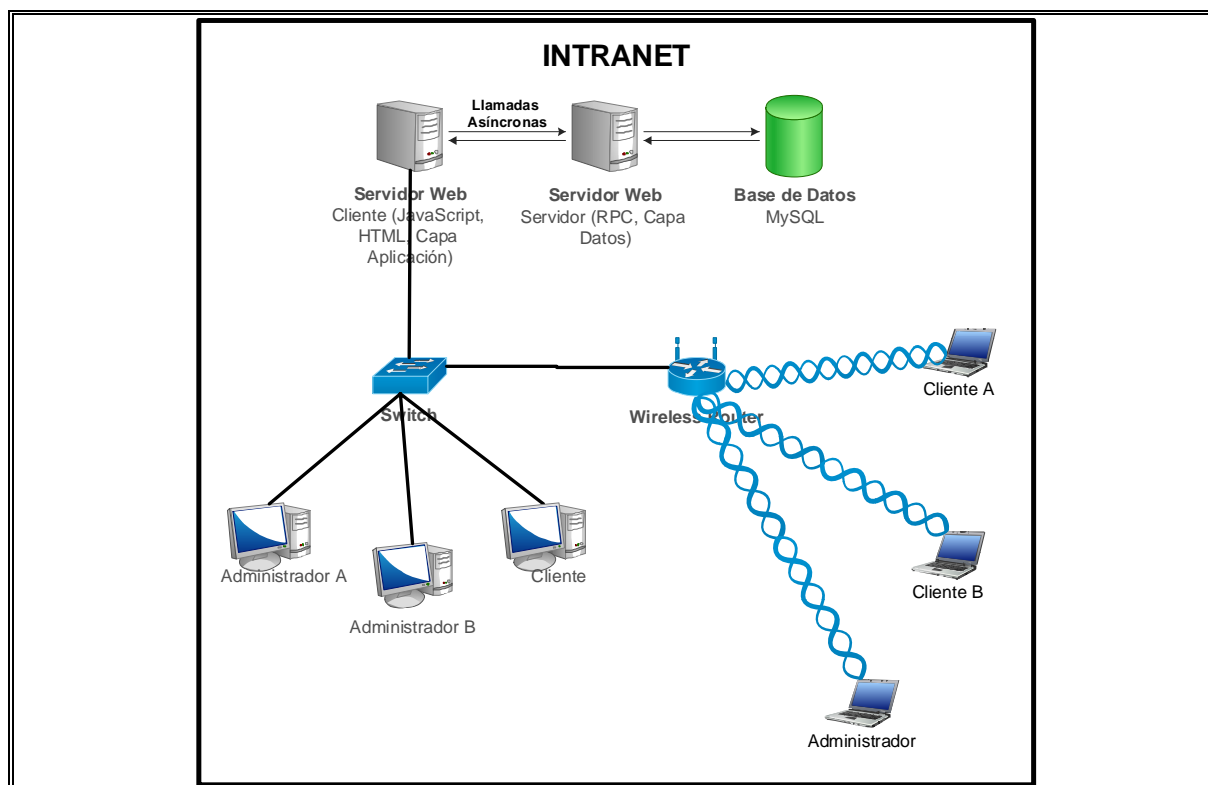 INTRANET
Llamadas
Asíncronas
Servidor Web
Cliente (JavaScript,
HTML, Capa
Aplicación)
Servidor Web
Servidor (RPC, Capa
Datos)
Base de Datos
MySQL
Switch
Wireless Router
Cliente A
Administrador A
Administrador B
Cliente
Cliente B
Administrador